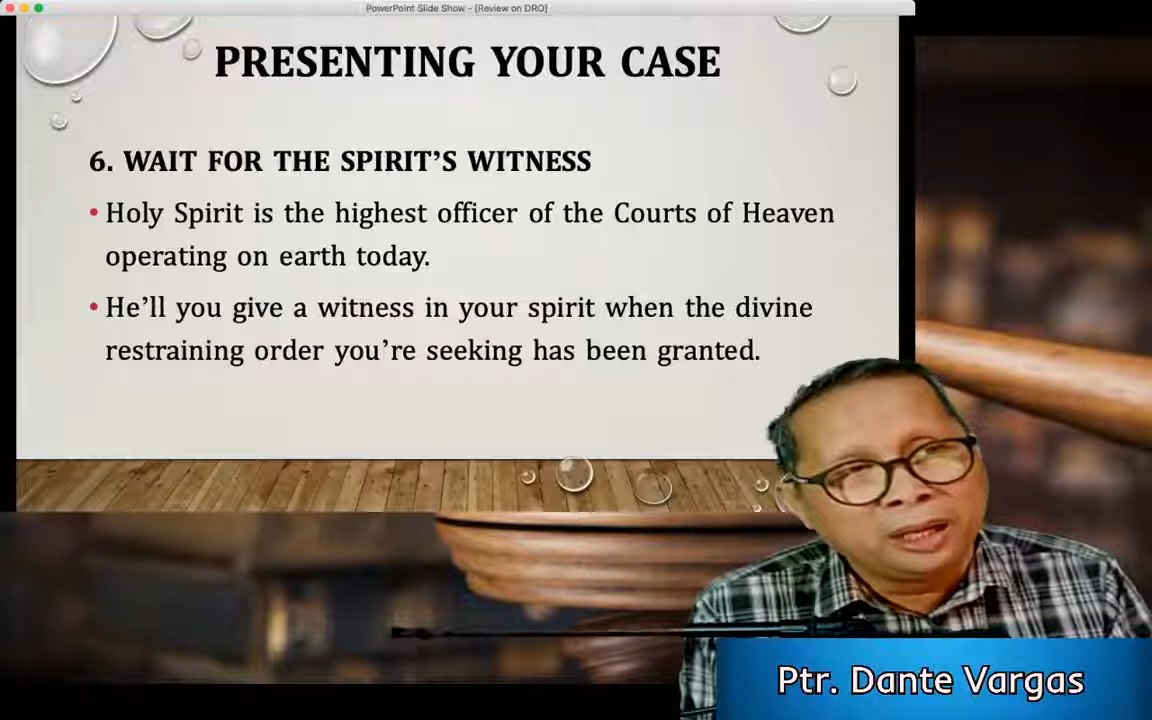 PowerPoint Slide Show - [Review on DRO]
PRESENTING YOUR CASE
6. WAIT FOR THE SPIRIT’S WITNESS
• Holy Spirit is the highest officer of the Courts of Heaven
operating on earth today.
• He’ll you give a witness in your spirit when the divine
restraining order you’re seeking has been granted.
Ptr. Dante Vargas